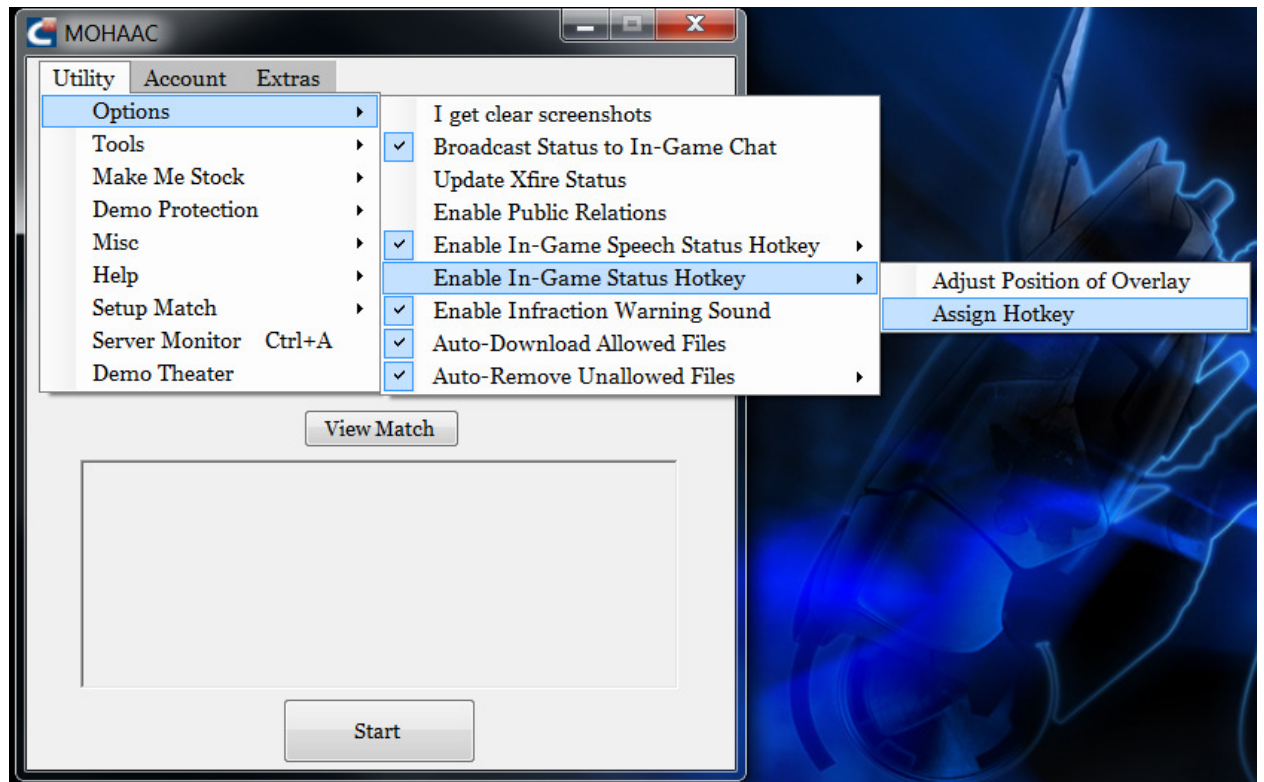 MOHAAC
Utility Account Extras
Options
Tools
Make Me Stock
Demo Protection
Misc
Help
Setup Match
Server Monitor Ctrl+A
Demo Theater
I get clear screenshots
Broadcast Status to In-Game Chat
Update Xfire Status
Enable Public Relations
Enable In-Game Speech Status Hotkey
Enable In-Game Status Hotkey
Enable Infraction Warning Sound
Auto-Download Allowed Files
Auto-Remove Unallowed Files
Adjust Position of Overlay
Assign Hotkey
View Match
Start